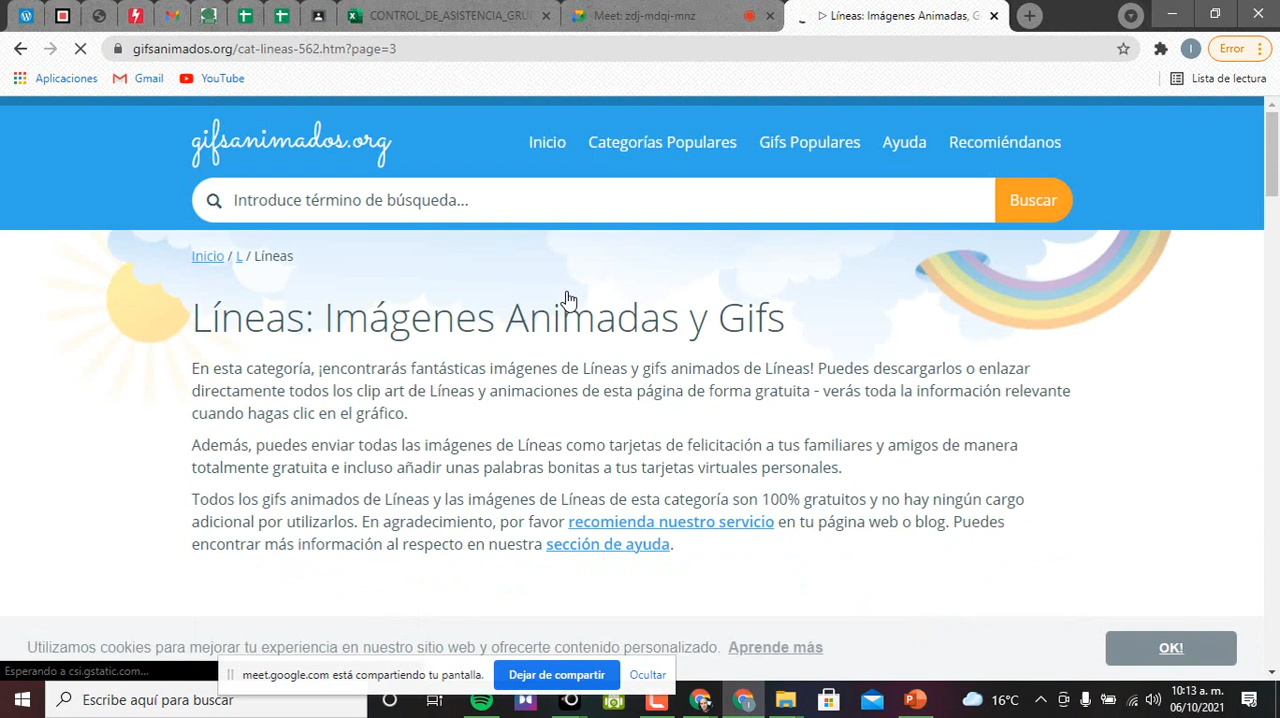 CONTROL_DE_ASISTENCIA_GRU
Meet: zdj-mdqi-mnz
Líneas: Imágenes Animadas, G
gifsanimados.org/cat-lineas-562.htm?page=3
Error
Aplicaciones
Gmail
YouTube
Lista de lectura
gifsanimados.org
Inicio
Categorías Populares
Gifs Populares
Ayuda
Recomiéndanos
Introduce término de búsqueda...
Buscar
Inicio / L / Líneas
Líneas: Imágenes Animadas y Gifs
En esta categoría, ¡encontrarás fantásticas imágenes de Líneas y gifs animados de Líneas! Puedes descargarlos o enlazar
directamente todos los clip art de Líneas y animaciones de esta página de forma gratuita - verás toda la información relevante
cuando hagas clic en el gráfico.
Además, puedes enviar todas las imágenes de Líneas como tarjetas de felicitación a tus familiares y amigos de manera
totalmente gratuita e incluso añadir unas palabras bonitas a tus tarjetas virtuales personales.
Todos los gifs animados de Líneas y las imágenes de Líneas de esta categoría son 100% gratuitos y no hay ningún cargo
adicional por utilizarlos. En agradecimiento, por favor recomienda nuestro servicio en tu página web o blog. Puedes
encontrar más información al respecto en nuestra sección de ayuda.
Utilizamos cookies para mejorar tu experiencia en nuestro sitio web y ofrecerte contenido personalizado. Aprende más
OK!
Esperando a csi.gstatic.com...
meet.google.com está compartiendo tu pantalla.
Dejar de compartir
Ocultar
Escribe aquí para buscar
16°C
10:13 a. m.
06/10/2021